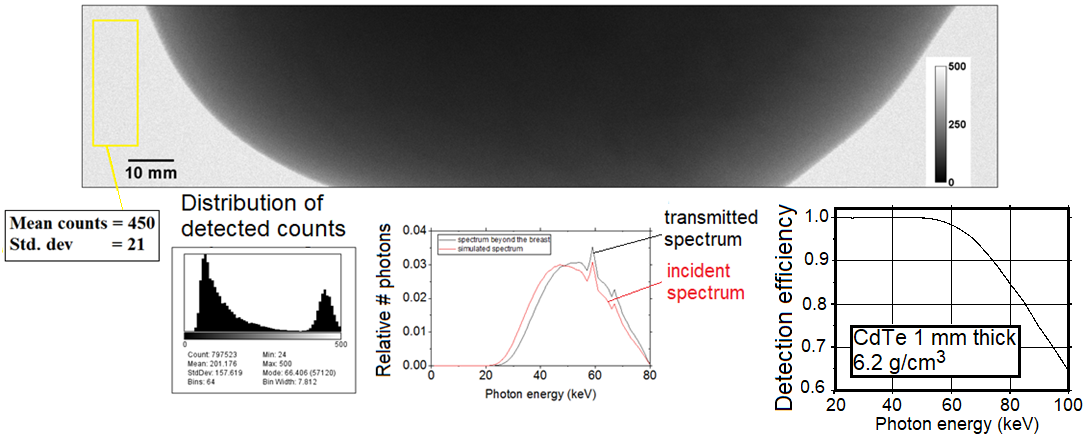 500
250
0
10 mm
Mean counts = 450
Std. dev = 21
Distribution of
detected counts
0
500
Count: 797523 Min: 24
Mean: 201.176 Max: 500
StdDev: 157.619 Mode: 66.406 (57120)
Bins: 64 Bin Width: 7.812
Relative # photons
0.04
0.03
0.02
0.01
0.00
spectrum beyond the breast
simulated spectrum
0 20 40 60 80
Photon energy (keV)
transmitted
spectrum
incident
spectrum
Detection efficiency
1.0
0.9
0.8
0.7
0.6
CdTe 1 mm thick
6.2 g/cm³
20 40 60 80 100
Photon energy (keV)